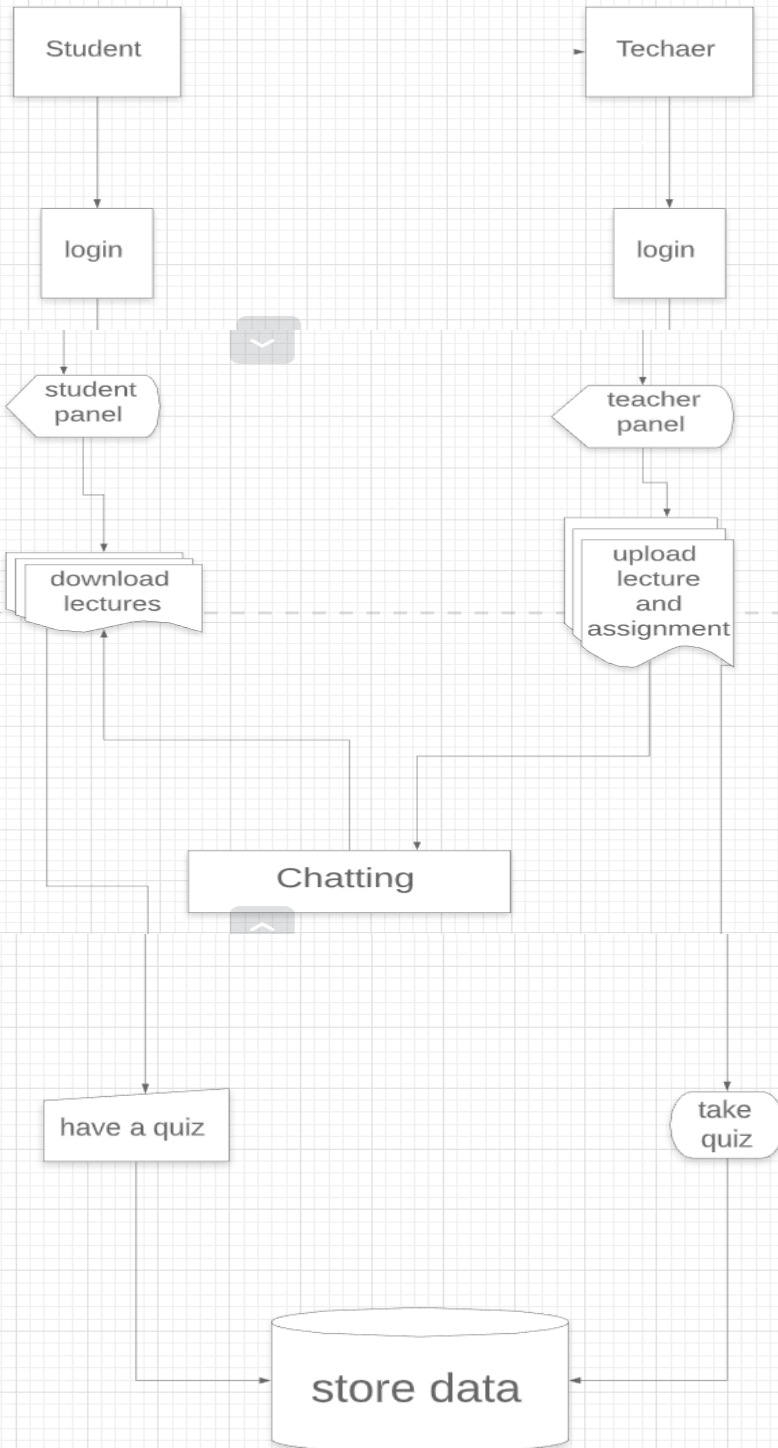 Student
Techaer
login
login
student
panel
teacher
panel
download
lectures
upload
lecture
and
assignment
Chatting
have a quiz
take
quiz
store data